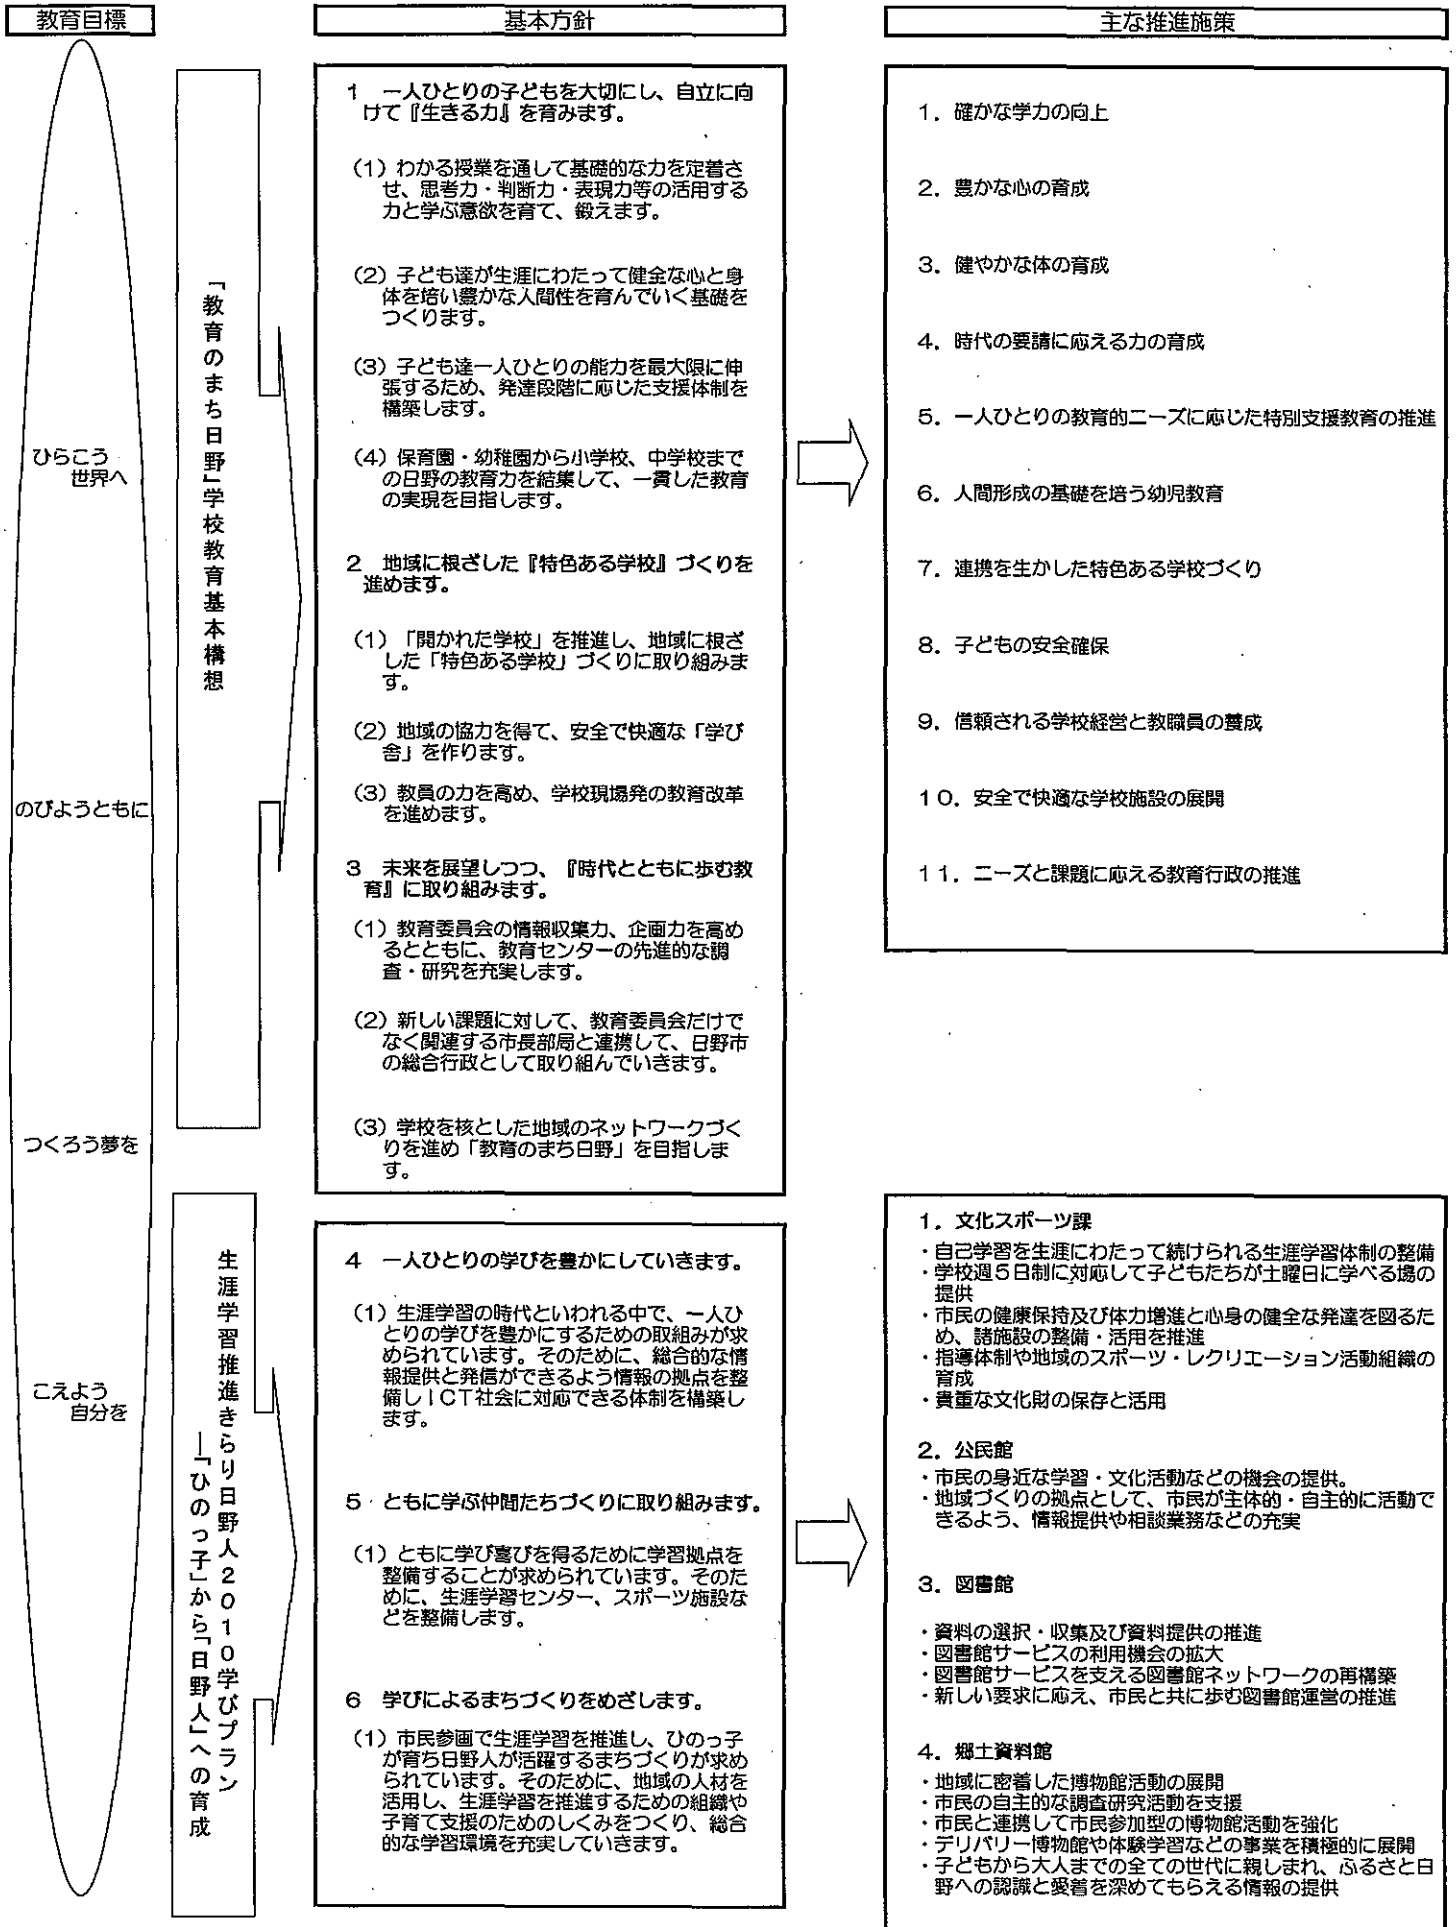 教育目標
基本方針
主な推進施策
ひらこう
世界へ
のびようともに
つくろう夢を
こえよう
自分を
「教育のまち日野」学校教育基本構想
1 一人ひとりの子どもを大切にし、自立に向
けて『生きる力』を育みます。
(1)わかる授業を通して基礎的な力を定着さ
せ、思考力・判断力・表現力等の活用する
力と学ぶ意欲を育て、鍛えます。
(2)子ども達が生涯にわたって健全な心と身
体を培い豊かな人間性を育んでいく基礎を
つくります。
(3)子ども達一人ひとりの能力を最大限に伸
張するため、発達段階に応じた支援体制を
構築します。
(4)保育園・幼稚園から小学校、中学校まで
の日野の教育力を結集して、一貫した教育
の実現を目指します。
2 地域に根ざした『特色ある学校』づくりを
進めます。
(1)「開かれた学校」を推進し、地域に根ざ
した「特色ある学校」づくりに取り組みま
す。
(2)地域の協力を得て、安全で快適な「学び
舎」を作ります。
(3)教員の力を高め、学校現場発の教育改革
を進めます。
3 未来を展望しつつ、『時代とともに歩む教
育』に取り組みます。
(1)教育委員会の情報収集力、企画力を高め
るとともに、教育センターの先進的な調
査・研究を充実します。
(2)新しい課題に対して、教育委員会だけで
なく関連する市長部局と連携して、日野市
の総合行政として取り組んでいきます。
(3)学校を核とした地域のネットワークづく
りを進め「教育のまち日野」を目指しま
す。
1.確かな学力の向上
2.豊かな心の育成
3.健やかな体の育成
4.時代の要請に応える力の育成
5.一人ひとりの教育的ニーズに応じた特別支援教育の推進
6.人間形成の基礎を培う幼児教育
7.連携を生かした特色ある学校づくり
8.子どもの安全確保
9.信頼される学校経営と教職員の養成
10.安全で快適な学校施設の展開
11.ニーズと課題に応える教育行政の推進
生涯学習推進きらり日野人2010学びプラン
―「ひのっ子」から「日野人」への育成
4 一人ひとりの学びを豊かにしていきます。
(1)生涯学習の時代といわれる中で、一人ひ
とりの学びを豊かにするための取組みが求
められています。そのために、総合的な情
報提供と発信ができるよう情報の拠点を整
備しICT社会に対応できる体制を構築し
ます。
5 ともに学ぶ仲間たちづくりに取り組みます。
(1)ともに学び喜びを得るために学習拠点を
整備することが求められています。そのた
めに、生涯学習センター、スポーツ施設な
どを整備します。
6 学びによるまちづくりをめざします。
(1)市民参画で生涯学習を推進し、ひのっ子
が育ち日野人が活躍するまちづくりが求め
られています。そのために、地域の人材を
活用し、生涯学習を推進するための組織や
子育て支援のためのしくみをつくり、総合
的な学習環境を充実していきます。
1.文化スポーツ課
・自己学習を生涯にわたって続けられる生涯学習体制の整備
・学校週5日制に対応して子どもたちが土曜日に学べる場の
提供
・市民の健康保持及び体力増進と心身の健全な発達を図るた
め、諸施設の整備・活用を推進
・指導体制や地域のスポーツ・レクリエーション活動組織の
育成
・貴重な文化財の保存と活用
2.公民館
・市民の身近な学習・文化活動などの機会の提供。
・地域づくりの拠点として、市民が主体的・自主的に活動で
きるよう、情報提供や相談業務などの充実
3.図書館
・資料の選択・収集及び資料提供の推進
・図書館サービスの利用機会の拡大
・図書館サービスを支える図書館ネットワークの再構築
・新しい要求に応え、市民と共に歩む図書館運営の推進
4.郷土資料館
・地域に密着した博物館活動の展開
・市民の自主的な調査研究活動を支援
・市民と連携して市民参加型の博物館活動を強化
・デリバリー博物館や体験学習などの事業を積極的に展開
・子どもから大人までの全ての世代に親しまれ、ふるさと日
野への認識と愛着を深めてもらえる情報の提供